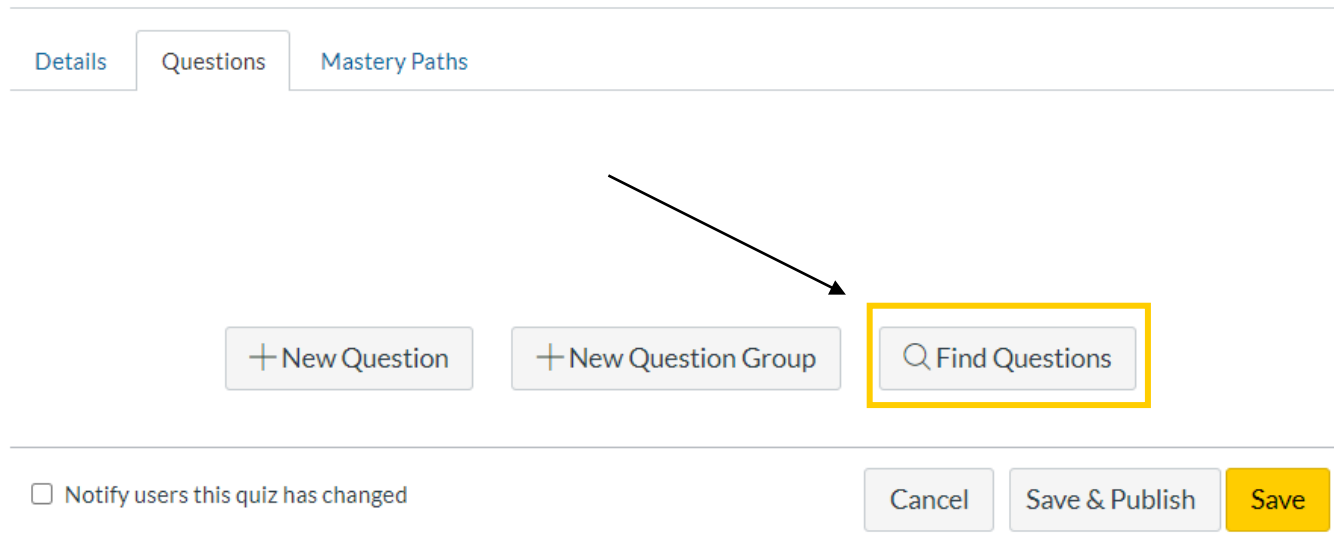 Details Questions Mastery Paths
New Question New Question Group Find Questions
Notify users this quiz has changed Cancel Save & Publish Save